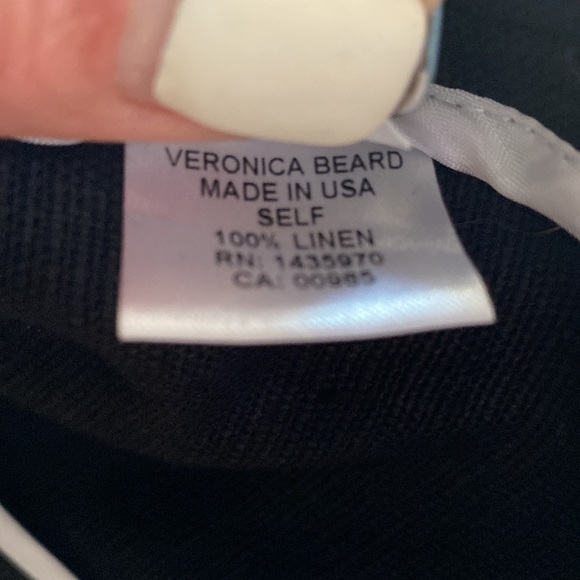 VERONICA BEARD
MADE IN USA
SELF
100% LINEN
RN: 1435970
CA: 00985